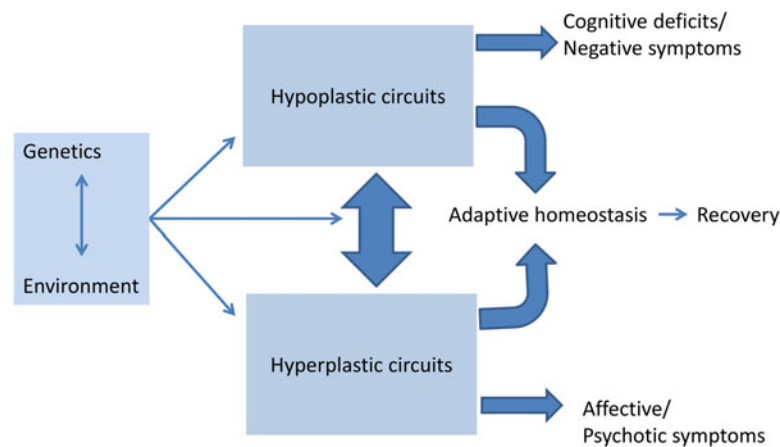 Cognitive deficits/
Negative symptoms
Hypoplastic circuits
Genetics
Environment
Adaptive homeostasis
Recovery
Hyperplastic circuits
Affective/
Psychotic symptoms